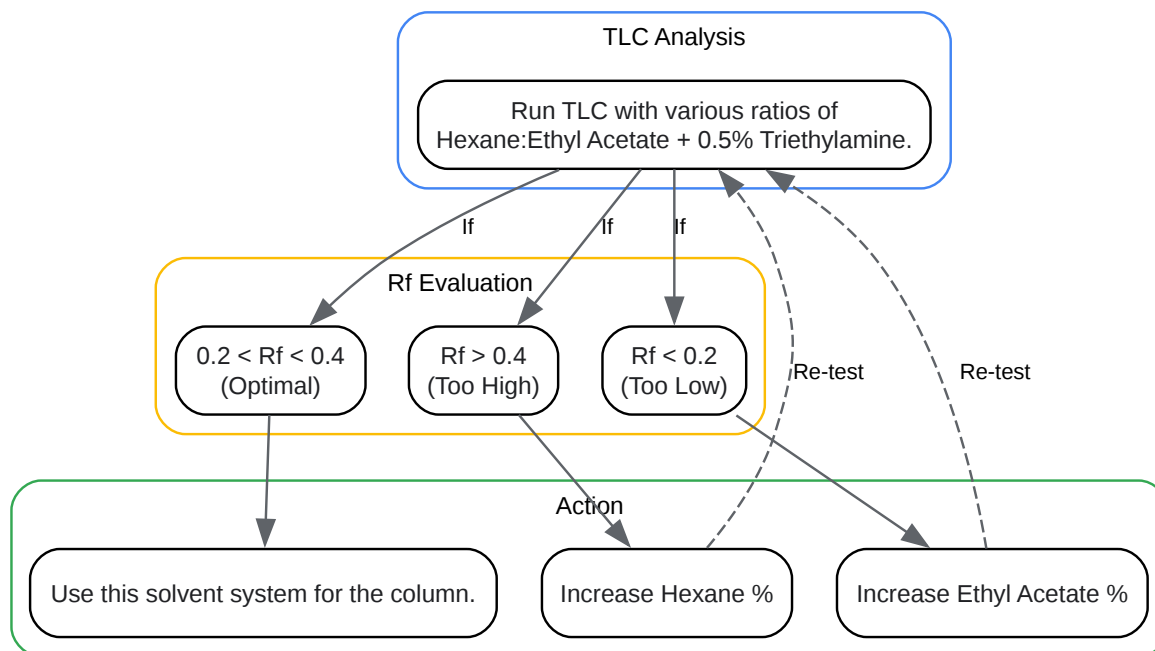 TLC Analysis
Run TLC with various ratios of
Hexane:Ethyl Acetate + 0.5% Triethylamine.
If
If
If
Rf Evaluation
0.2 < Rf < 0.4
(Optimal)
Rf > 0.4
(Too High)
Rf < 0.2
(Too Low)
Re-test
Re-test
Action
Use this solvent system for the column.
Increase Hexane %
Increase Ethyl Acetate %